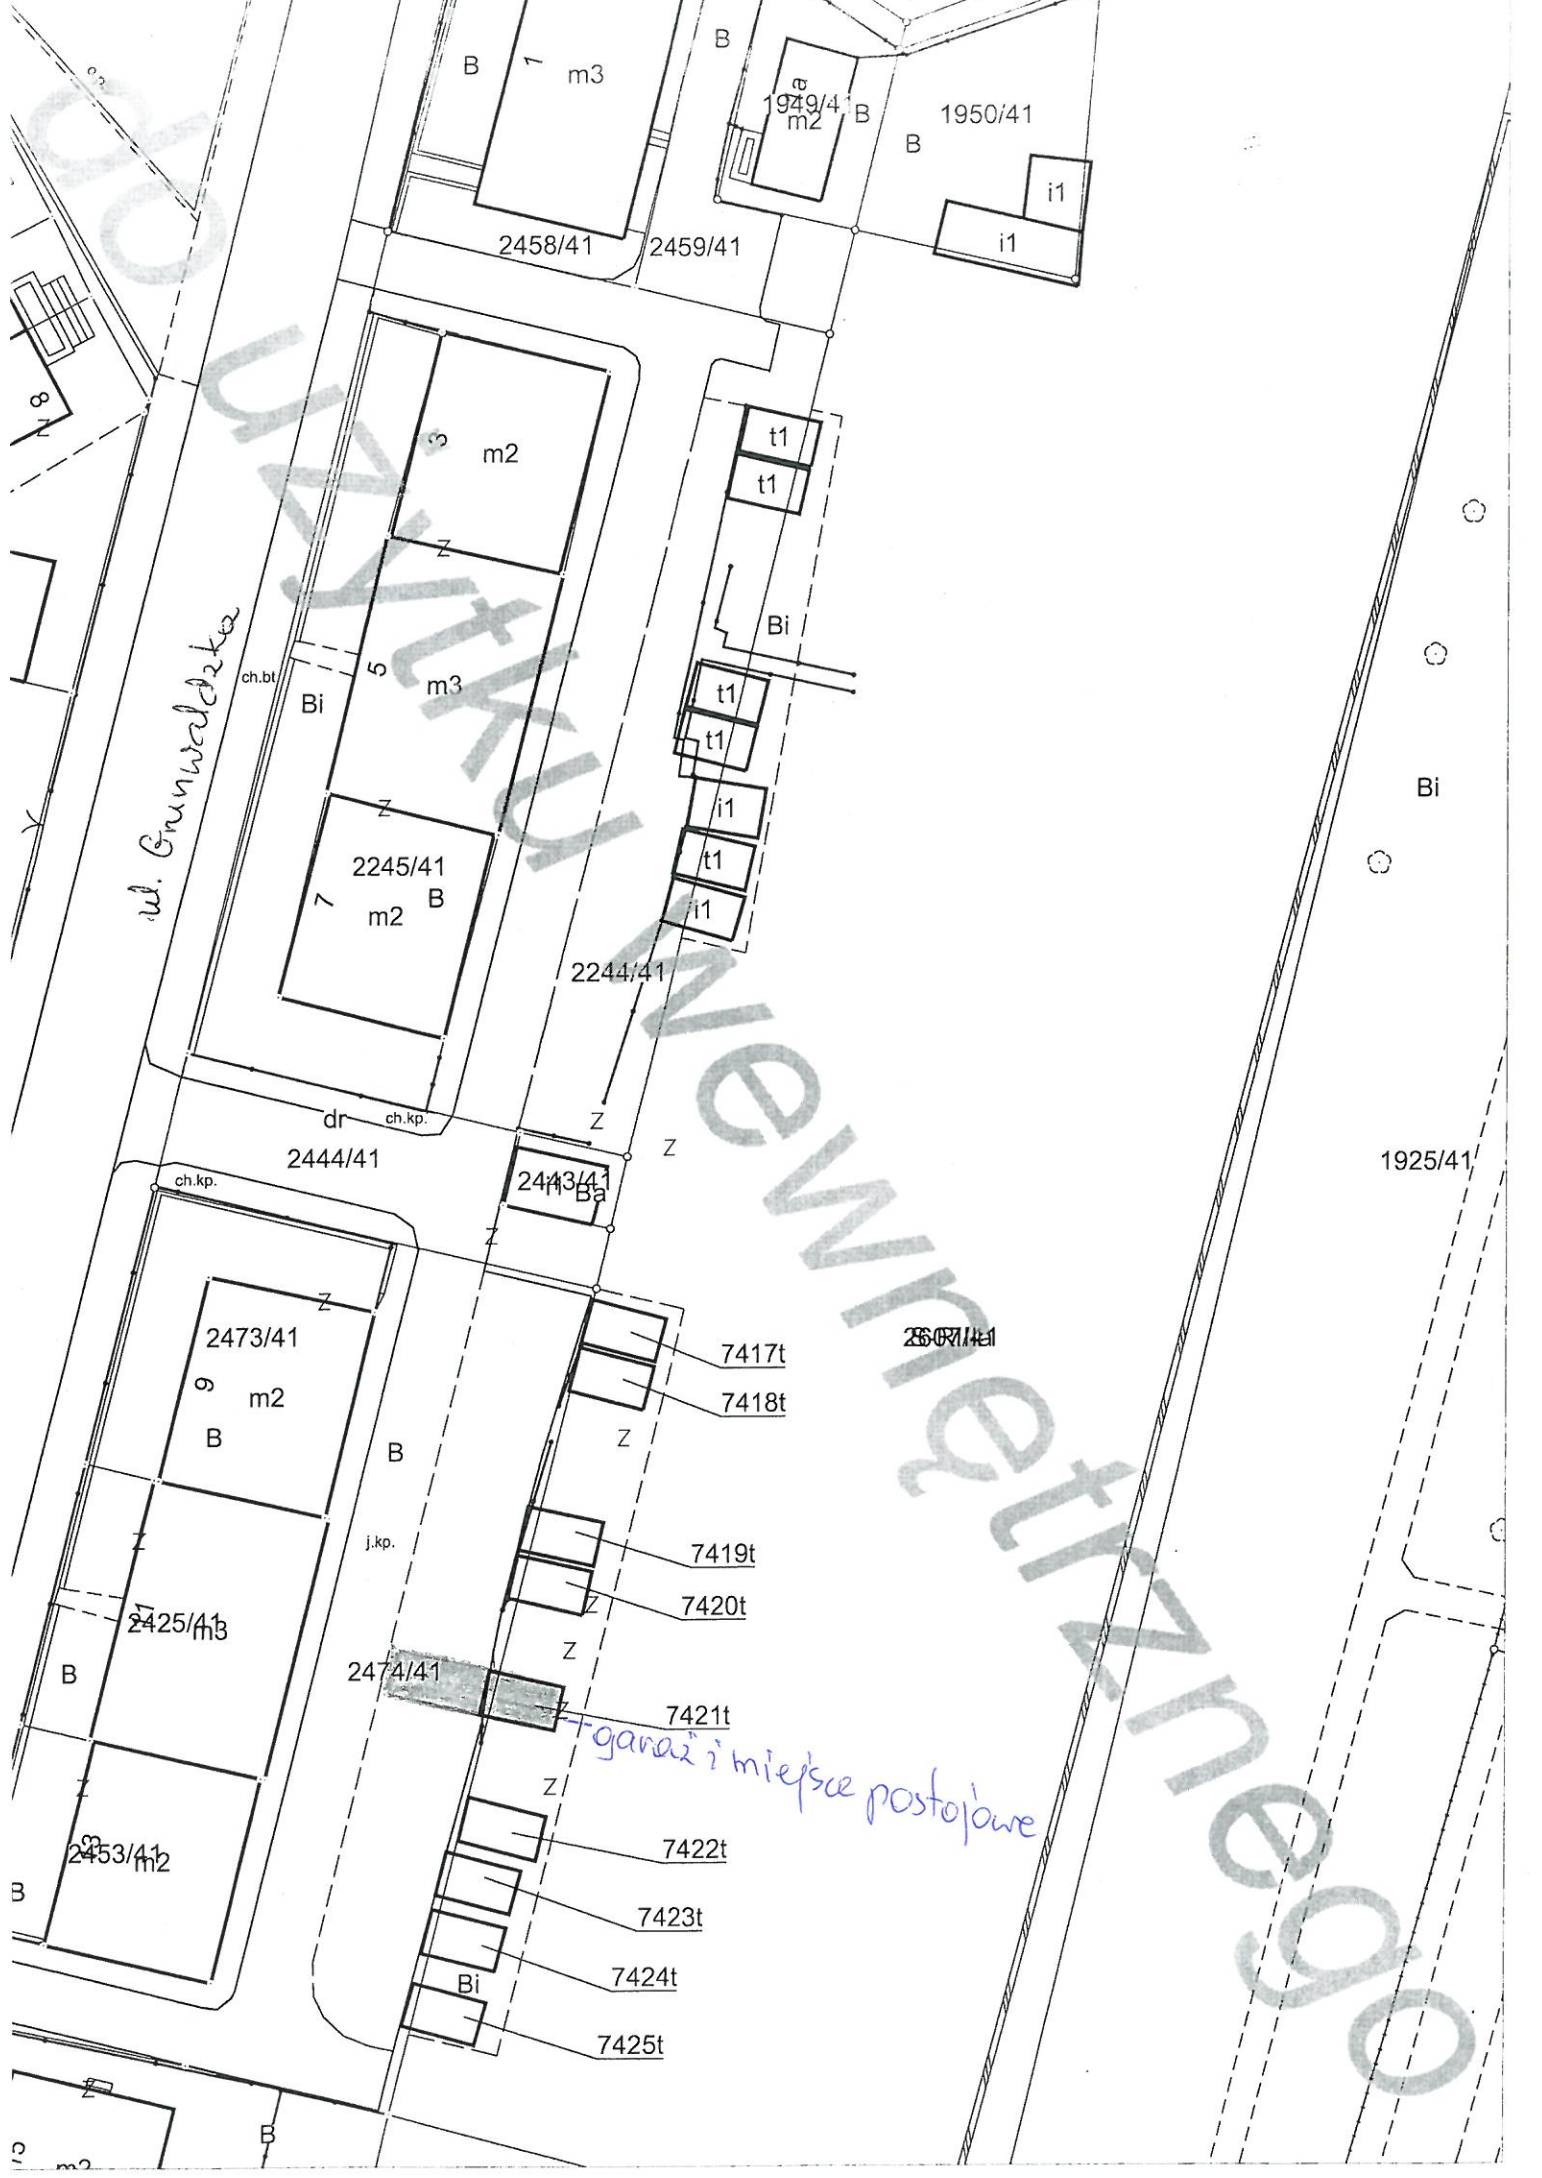 do użytku wewnętrznego
B
1
m3
B
1a
1949/41
m2
B
B
1950/41
i1
i1
2458/41
2459/41
8
Z
3
m2
t1
t1
Z
Bi
ul. Grunwaldzka
ch.bt
5
m3
Bi
t1
t1
i1
t1
i1
Bi
Z
2245/41
7
B
m2
2244/41
Z
Z
dr
ch.kp.
2444/41
1925/41
ch.kp.
2443/41
Ba
Z
Z
2473/41
9
m2
B
B
7417t
7418t
Z
Z
j.kp.
7419t
7420t
Z
Z
2425/41
m3
B
2474/41
7421t
Z
garaż i miejsce postojowe
Z
Z
7422t
2453/41
m2
B
7423t
7424t
Bi
7425t
Z
B
m2